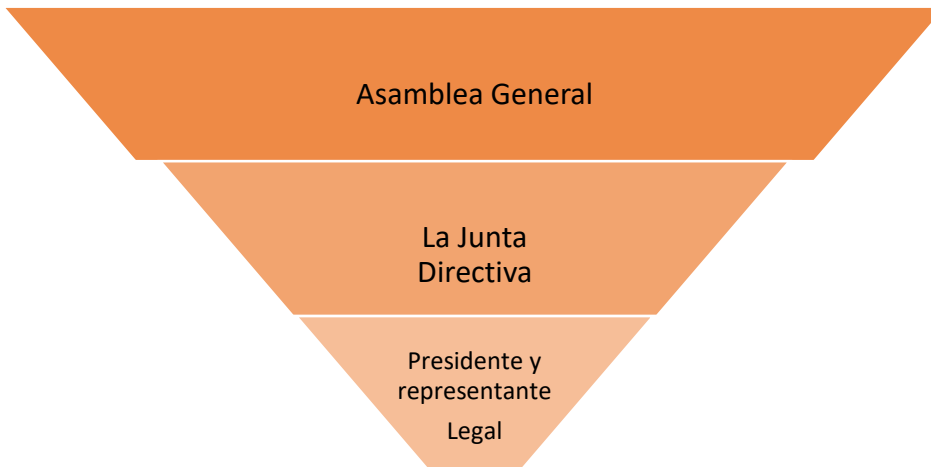 Asamblea General
La Junta
Directiva
Presidente y
representante
Legal